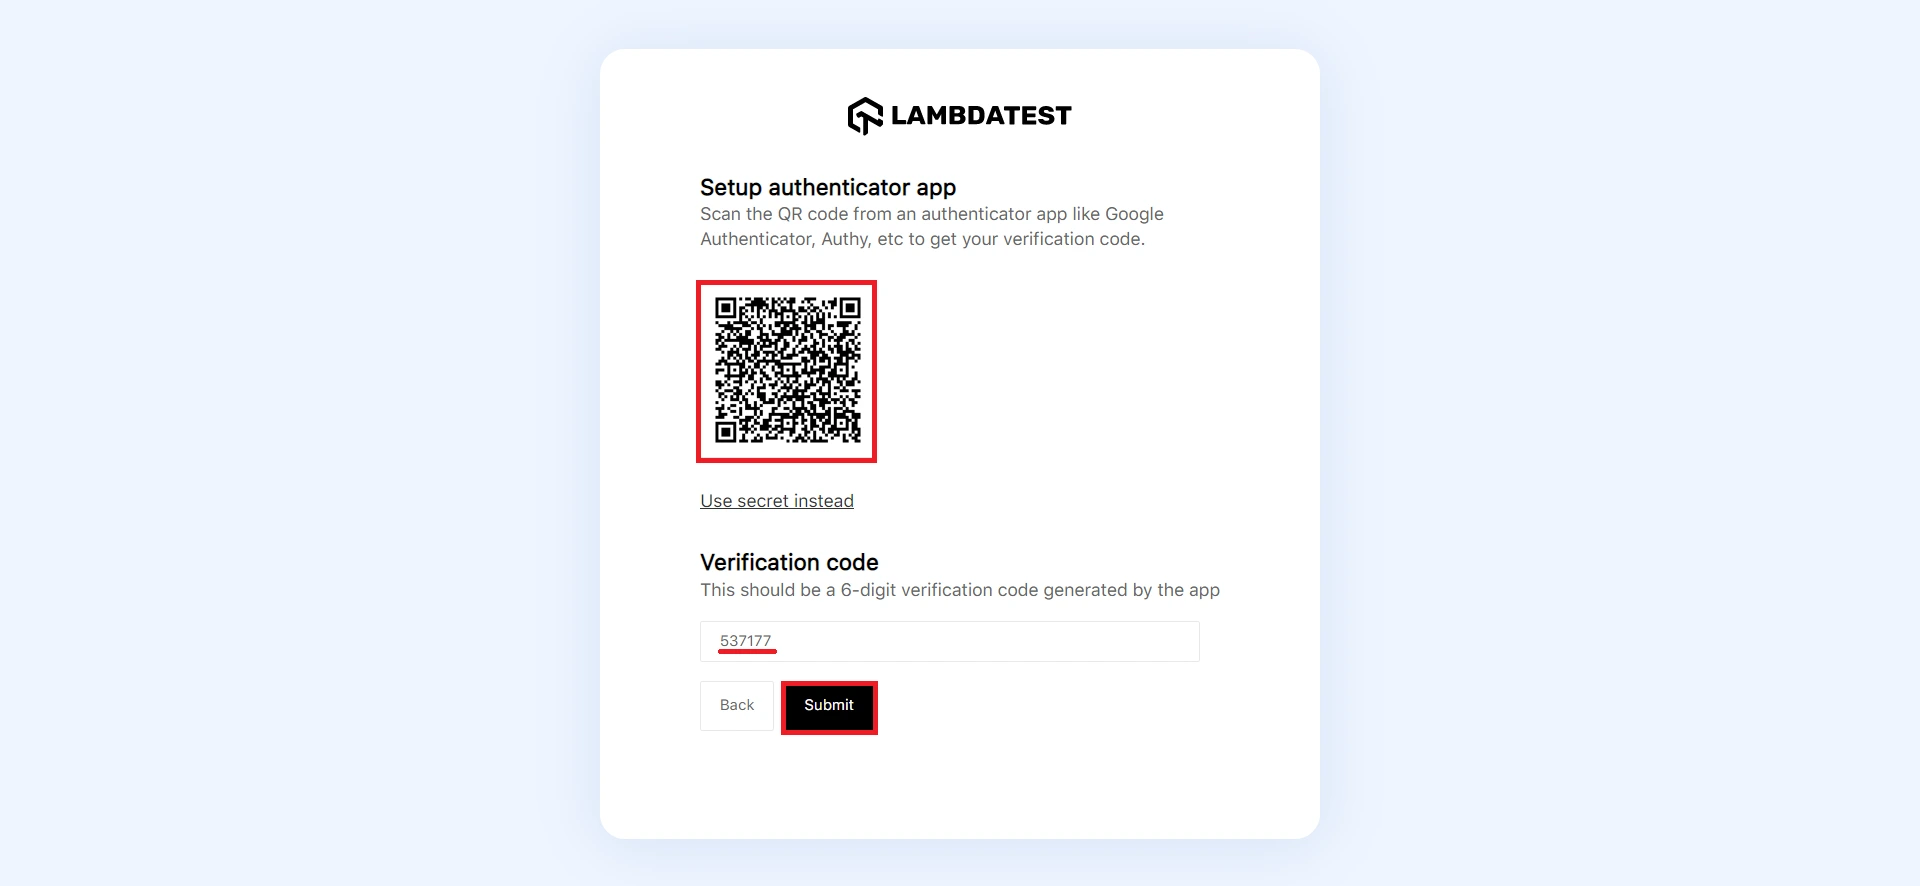 LAMBDATEST
Setup authenticator app
Scan the QR code from an authenticator app like Google
Authenticator, Authy, etc to get your verification code.
Use secret instead
Verification code
This should be a 6-digit verification code generated by the app
537177
Back
Submit